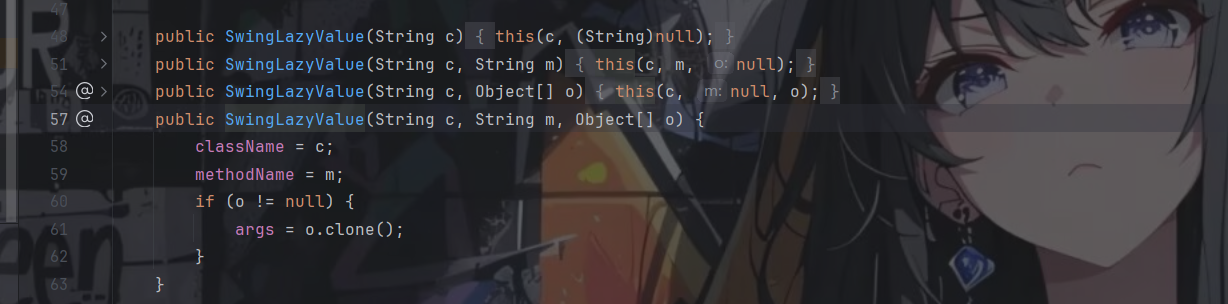 47
48 public SwingLazyValue(String c) { this(c, (String)null); }
51 public SwingLazyValue(String c, String m) { this(c, m, o: null); }
54 @ public SwingLazyValue(String c, Object[] o) { this(c, m: null, o); }
57 @ public SwingLazyValue(String c, String m, Object[] o) {
58 className = c;
59 methodName = m;
60 if (o != null) {
61 args = o.clone();
62 }
63 }